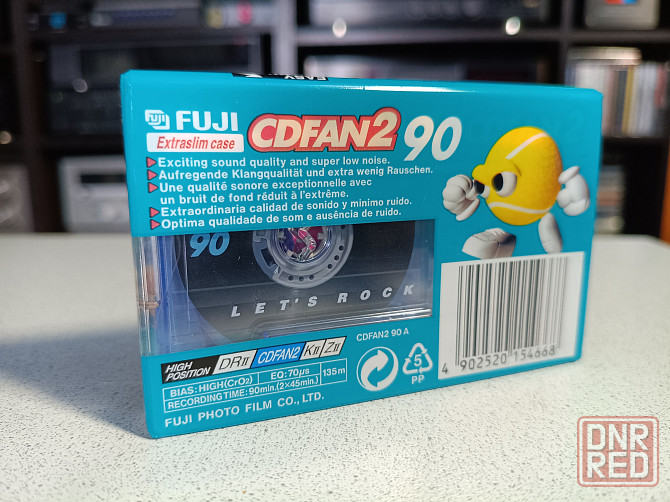 FUJI
FUJI CDFAN2 90
Extraslim case
Exciting sound quality and super low noise.
Aufregende Klangqualität und extra wenig Rauschen.
Une qualité sonore exceptionnelle avec
un bruit de fond réduit à l'extrême.
Extraordinaria calidad de sonido y minimo ruido.
Optima qualidade de som e ausência de ruido.
90
LET'S ROCK
HIGH POSITION DRII CDFAN2 KII ZII
BIAS: HIGH(CrO2) EQ: 70µs 135m
RECORDING TIME: 90min.(2×45min.)
FUJI PHOTO FILM CO., LTD.
CDFAN2 90 A
5
PP
4 902520 154668
DNR
RED